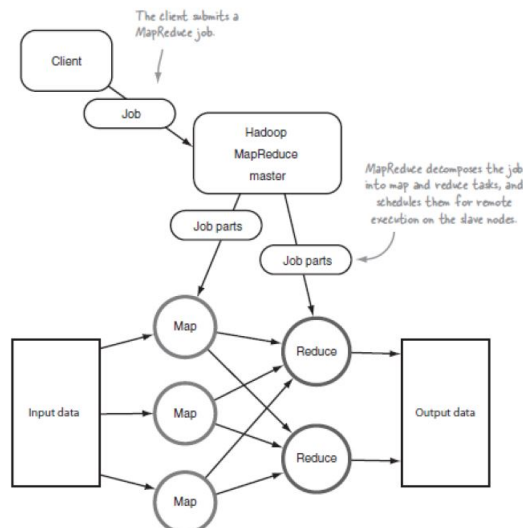 The client submits a
MapReduce job.
Client
Job
Hadoop
MapReduce
master
MapReduce decomposes the job
into map and reduce tasks, and
schedules them for remote
execution on the slave nodes.
Job parts
Job parts
Map
Reduce
Input data
Map
Output data
Reduce
Map